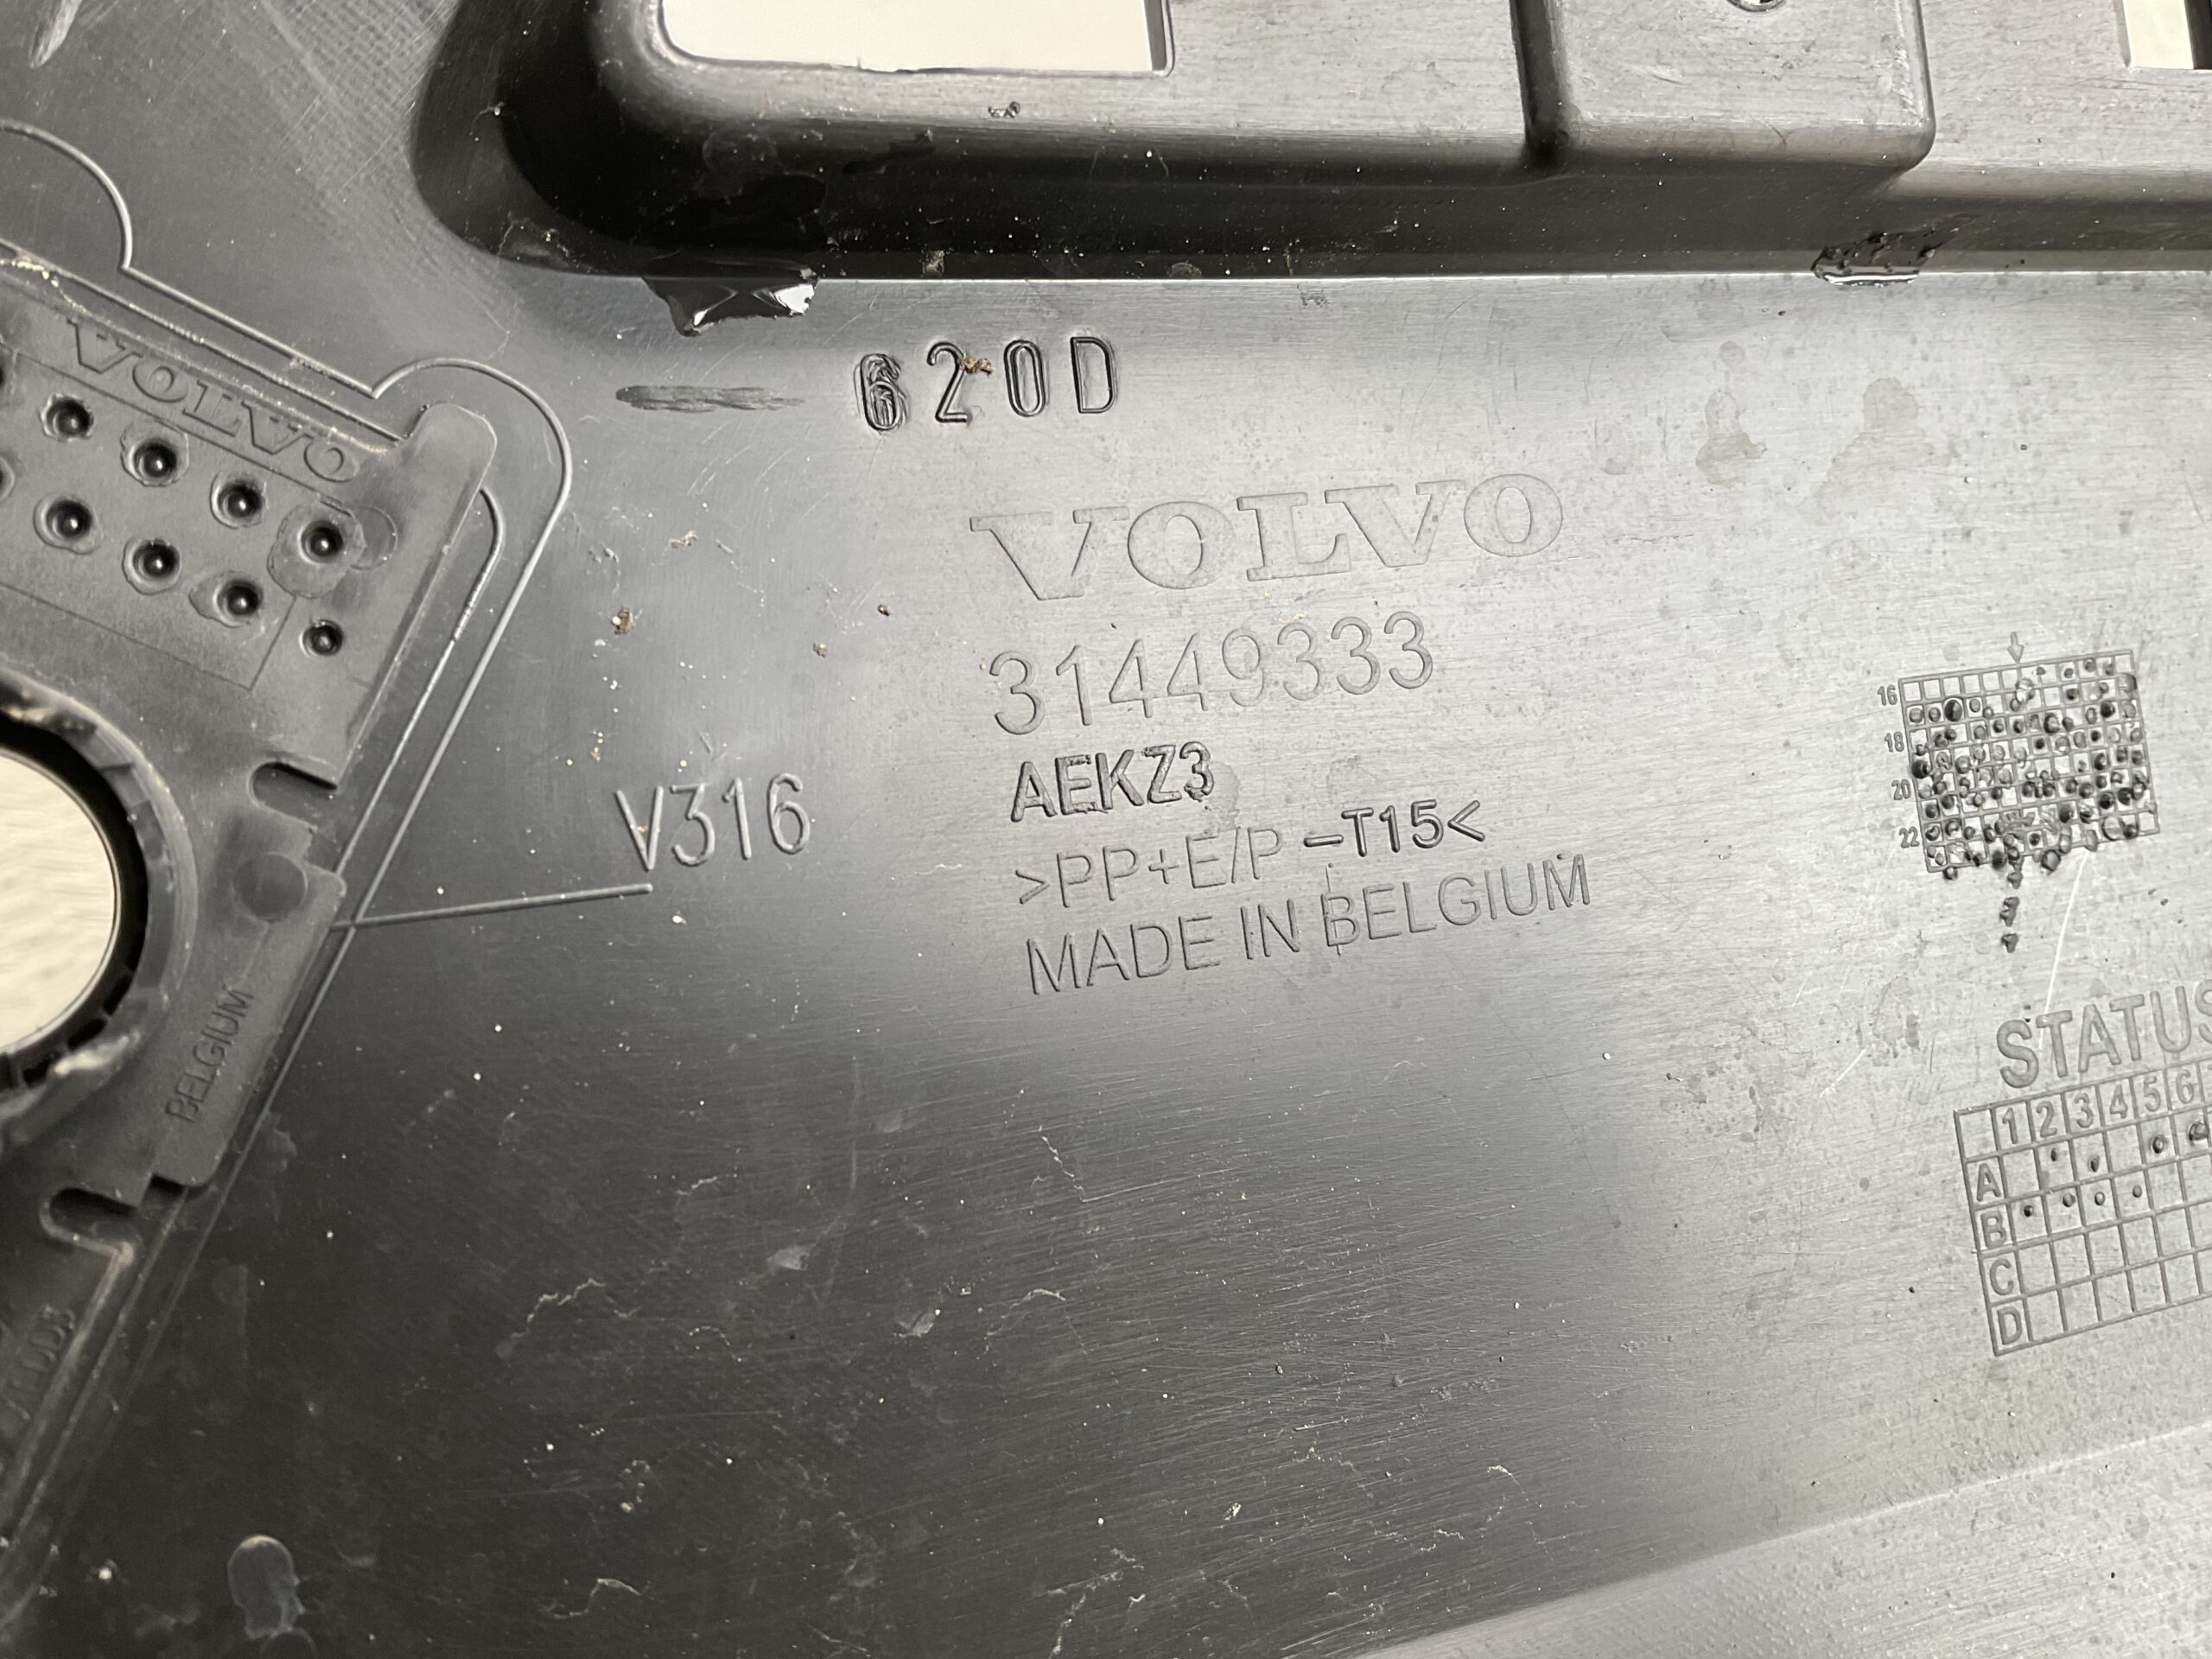 620D
VOLVO
VOLVO
31449333
AEKZ3
>PP+E/P-T15<
MADE IN BELGIUM
V316
BELGIUM
16
18
20
22
STATUS
1 2 3 4 5 6
A
B
C
D